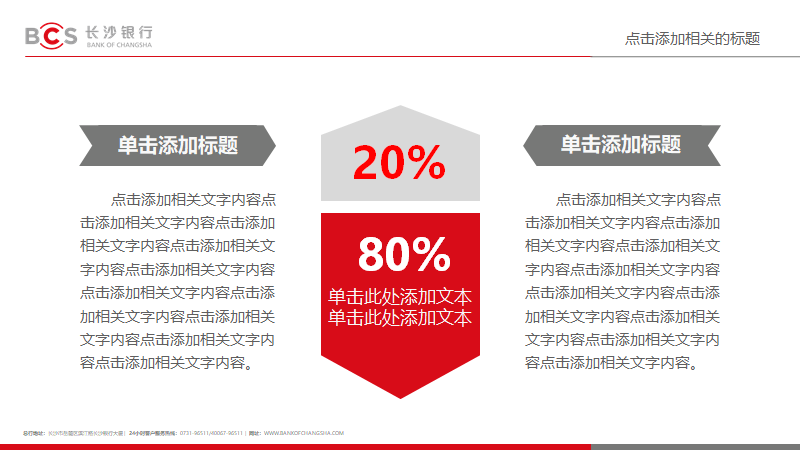 BCS 长沙银行
BANK OF CHANGSHA
点击添加相关的标题
单击添加标题
点击添加相关文字内容点
击添加相关文字内容点击添加
相关文字内容点击添加相关文
字内容点击添加相关文字内容
点击添加相关文字内容点击添
加相关文字内容点击添加相关
文字内容点击添加相关文字内
容点击添加相关文字内容。
20%
80%
单击此处添加文本
单击此处添加文本
单击添加标题
点击添加相关文字内容点
击添加相关文字内容点击添加
相关文字内容点击添加相关文
字内容点击添加相关文字内容
点击添加相关文字内容点击添
加相关文字内容点击添加相关
文字内容点击添加相关文字内
容点击添加相关文字内容。
总行地址：长沙市岳麓区滨江路长沙银行大厦| 24小时客户服务热线：0731-96511/40067-96511 | 网址：WWW.BANKOFCHANGSHA.COM